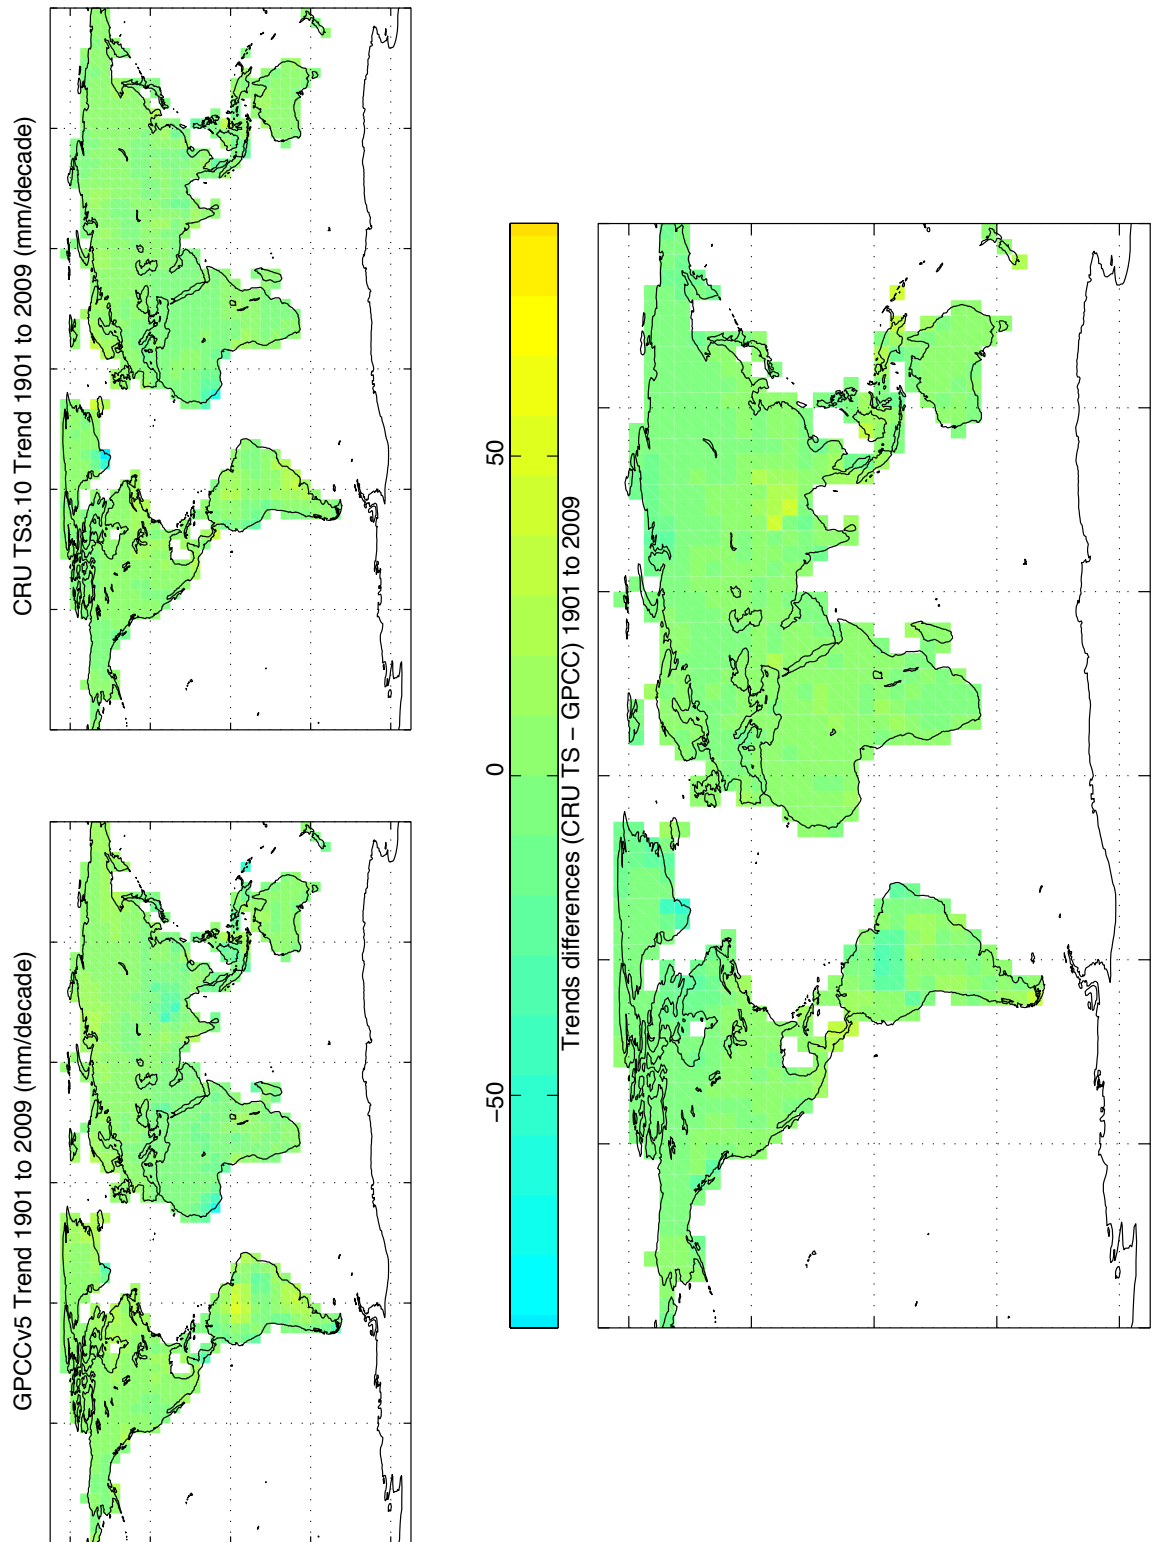 GPCCv5 Trend 1901 to 2009 (mm/decade)
CRU TS3.10 Trend 1901 to 2009 (mm/decade)
−50
0
50
Trends differences (CRU TS − GPCC) 1901 to 2009